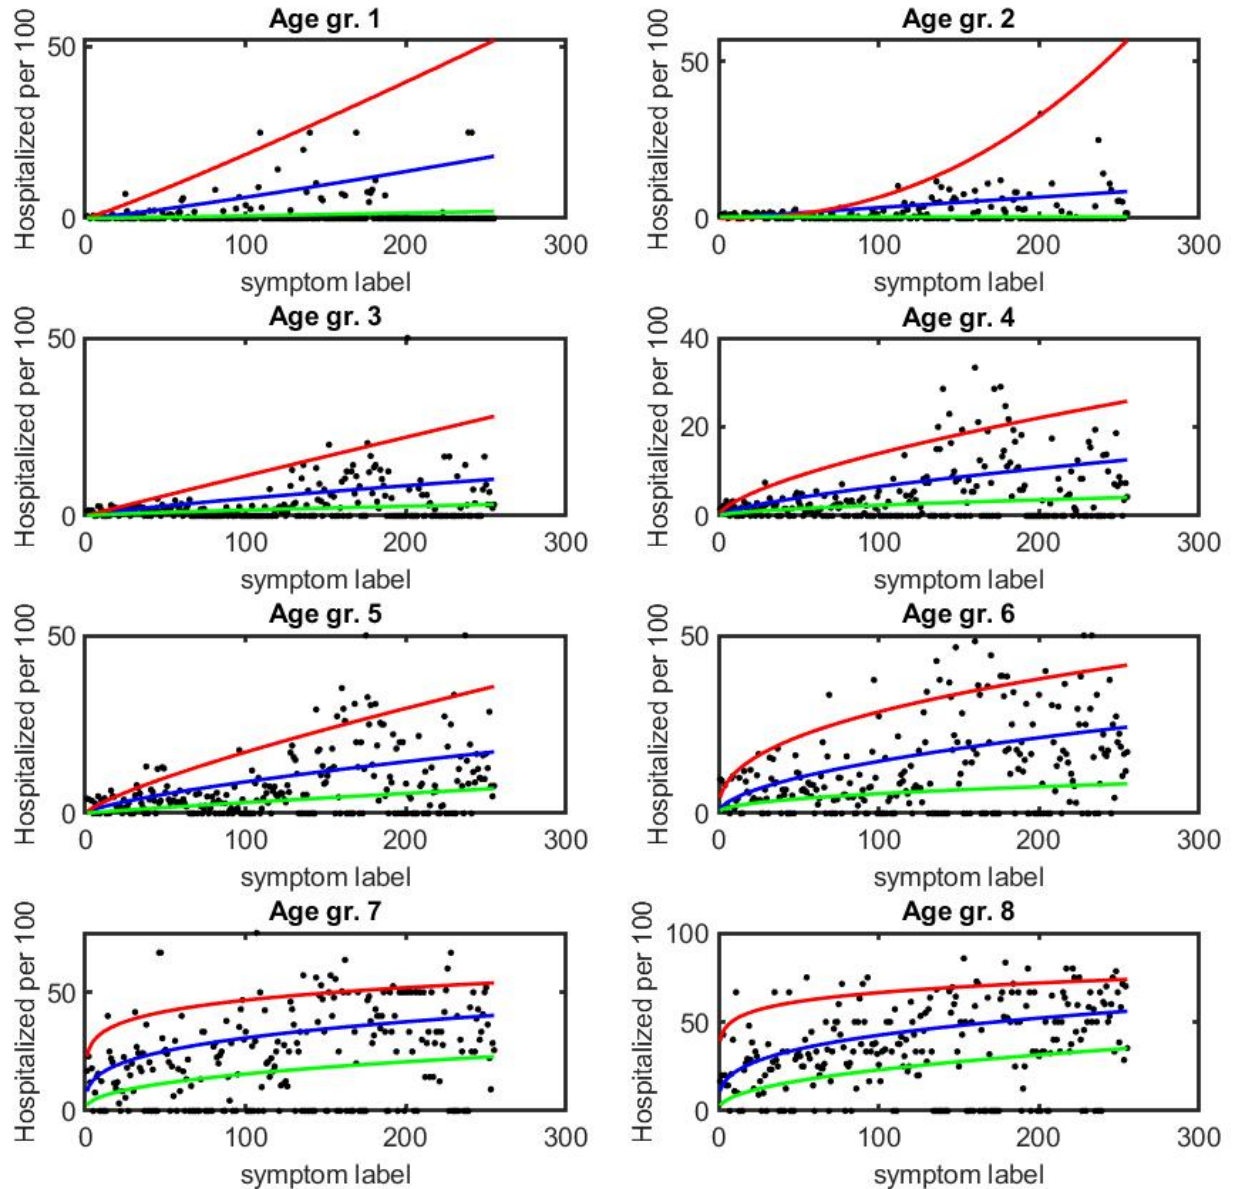 Age gr. 1
Hospitalized per 100
50
0
0 100 200 300
symptom label
Age gr. 2
Hospitalized per 100
50
0
0 100 200 300
symptom label
Age gr. 3
Hospitalized per 100
50
0
0 100 200 300
symptom label
Age gr. 4
Hospitalized per 100
40
20
0
0 100 200 300
symptom label
Age gr. 5
Hospitalized per 100
50
0
0 100 200 300
symptom label
Age gr. 6
Hospitalized per 100
50
0
0 100 200 300
symptom label
Age gr. 7
Hospitalized per 100
50
0
0 100 200 300
symptom label
Age gr. 8
Hospitalized per 100
100
50
0
0 100 200 300
symptom label